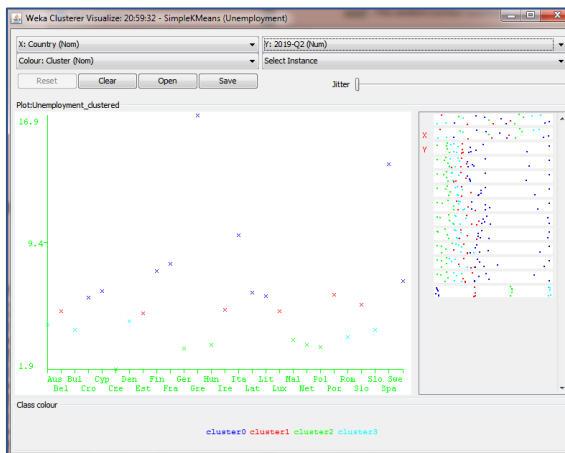 Weka Clusterer Visualize: 20:59:32 - SimpleKMeans (Unemployment)
X: Country (Nom) Y: 2019-Q2 (Num)
Colour: Cluster (Nom) Select Instance
Reset Clear Open Save Jitter
Plot:Unemployment_clustered
16.9
X
Y
9.4
1.9
Aus Bul Cyp Den Fin Ger Hun Ita Lit Mal Pol Rom Slo Swe
Bel Cro Cze Est Fra Gre Ire Lat Lux Net Por Slo Spa
Class colour
cluster0 cluster1 cluster2 cluster3